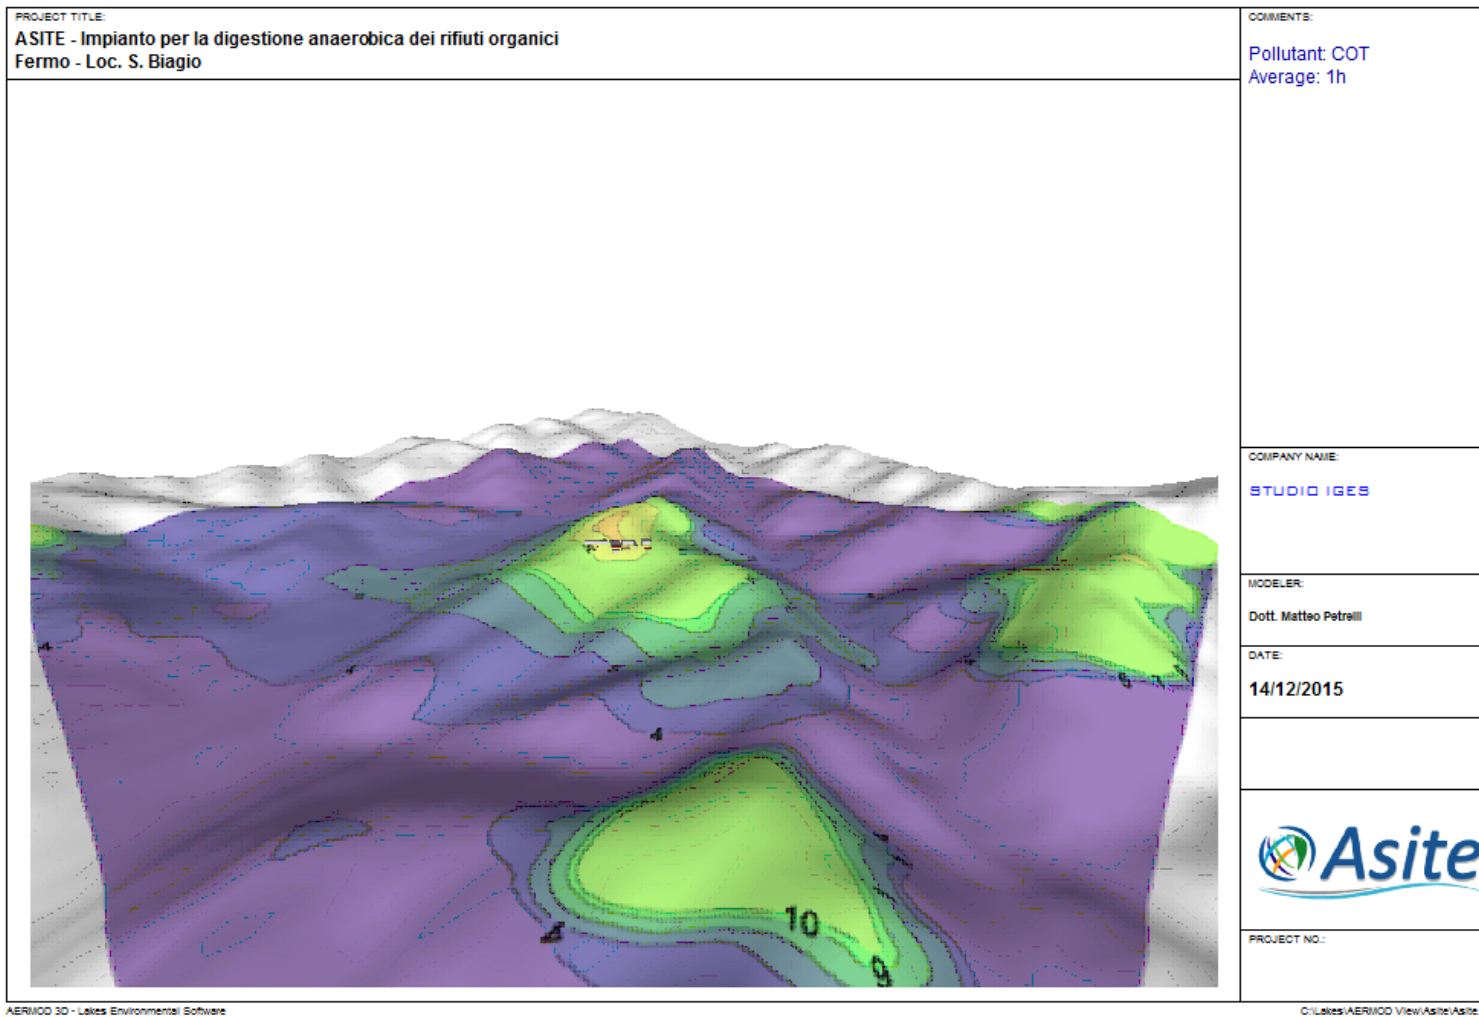 PROJECT TITLE:
ASITE - Impianto per la digestione anaerobica dei rifiuti organici
Fermo - Loc. S. Biagio
COMMENTS:
Pollutant: COT
Average: 1h
COMPANY NAME:
STUDIO IGES
MODELER:
Dott. Matteo Petrelli
DATE:
14/12/2015
Asite
PROJECT NO.:
4
4
4
4
10
9
AERMOD 3D - Lakes Environmental Software
C:\Lakes\AERMOD View\Asite\Asite